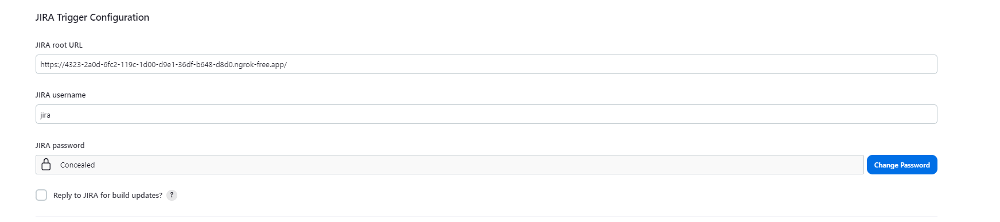 JIRA Trigger Configuration
JIRA root URL
https://4323-2a0d-6fc2-119c-1d00-d9e1-36df-b648-d8d0.ngrok-free.app/
JIRA username
jira
JIRA password
Concealed
Change Password
Reply to JIRA for build updates? ?